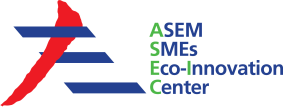 ASEM
SMEs
Eco-Innovation
Center